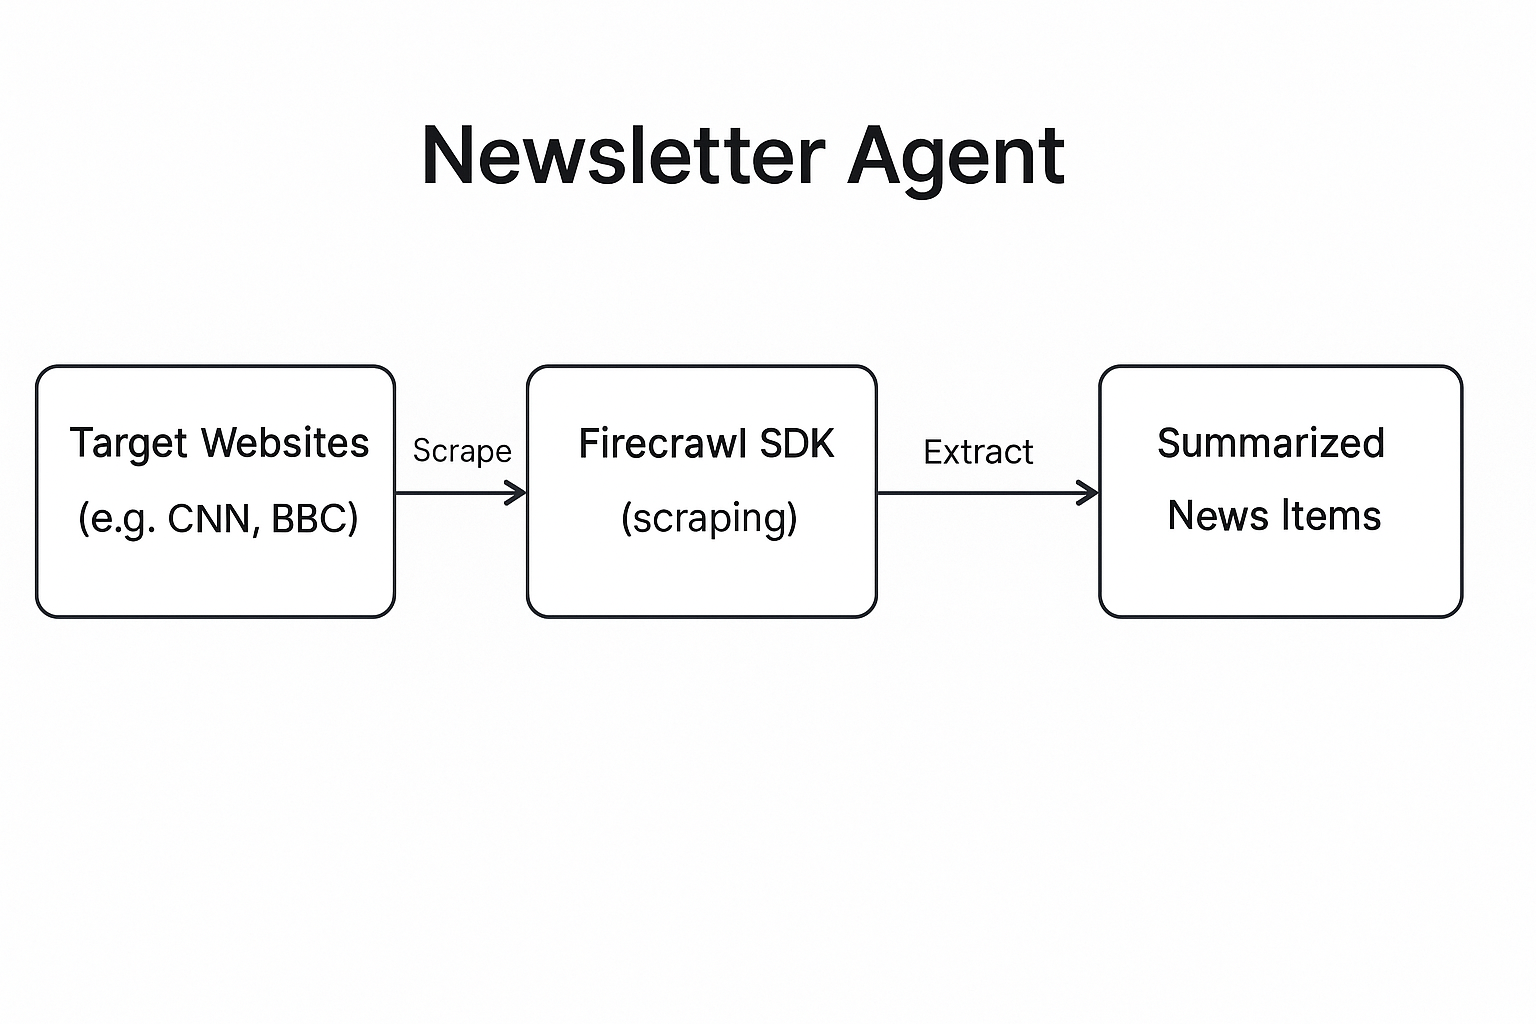 Newsletter Agent
Target Websites
(e.g. CNN, BBC)
Scrape
Firecrawl SDK
(scraping)
Extract
Summarized
News Items